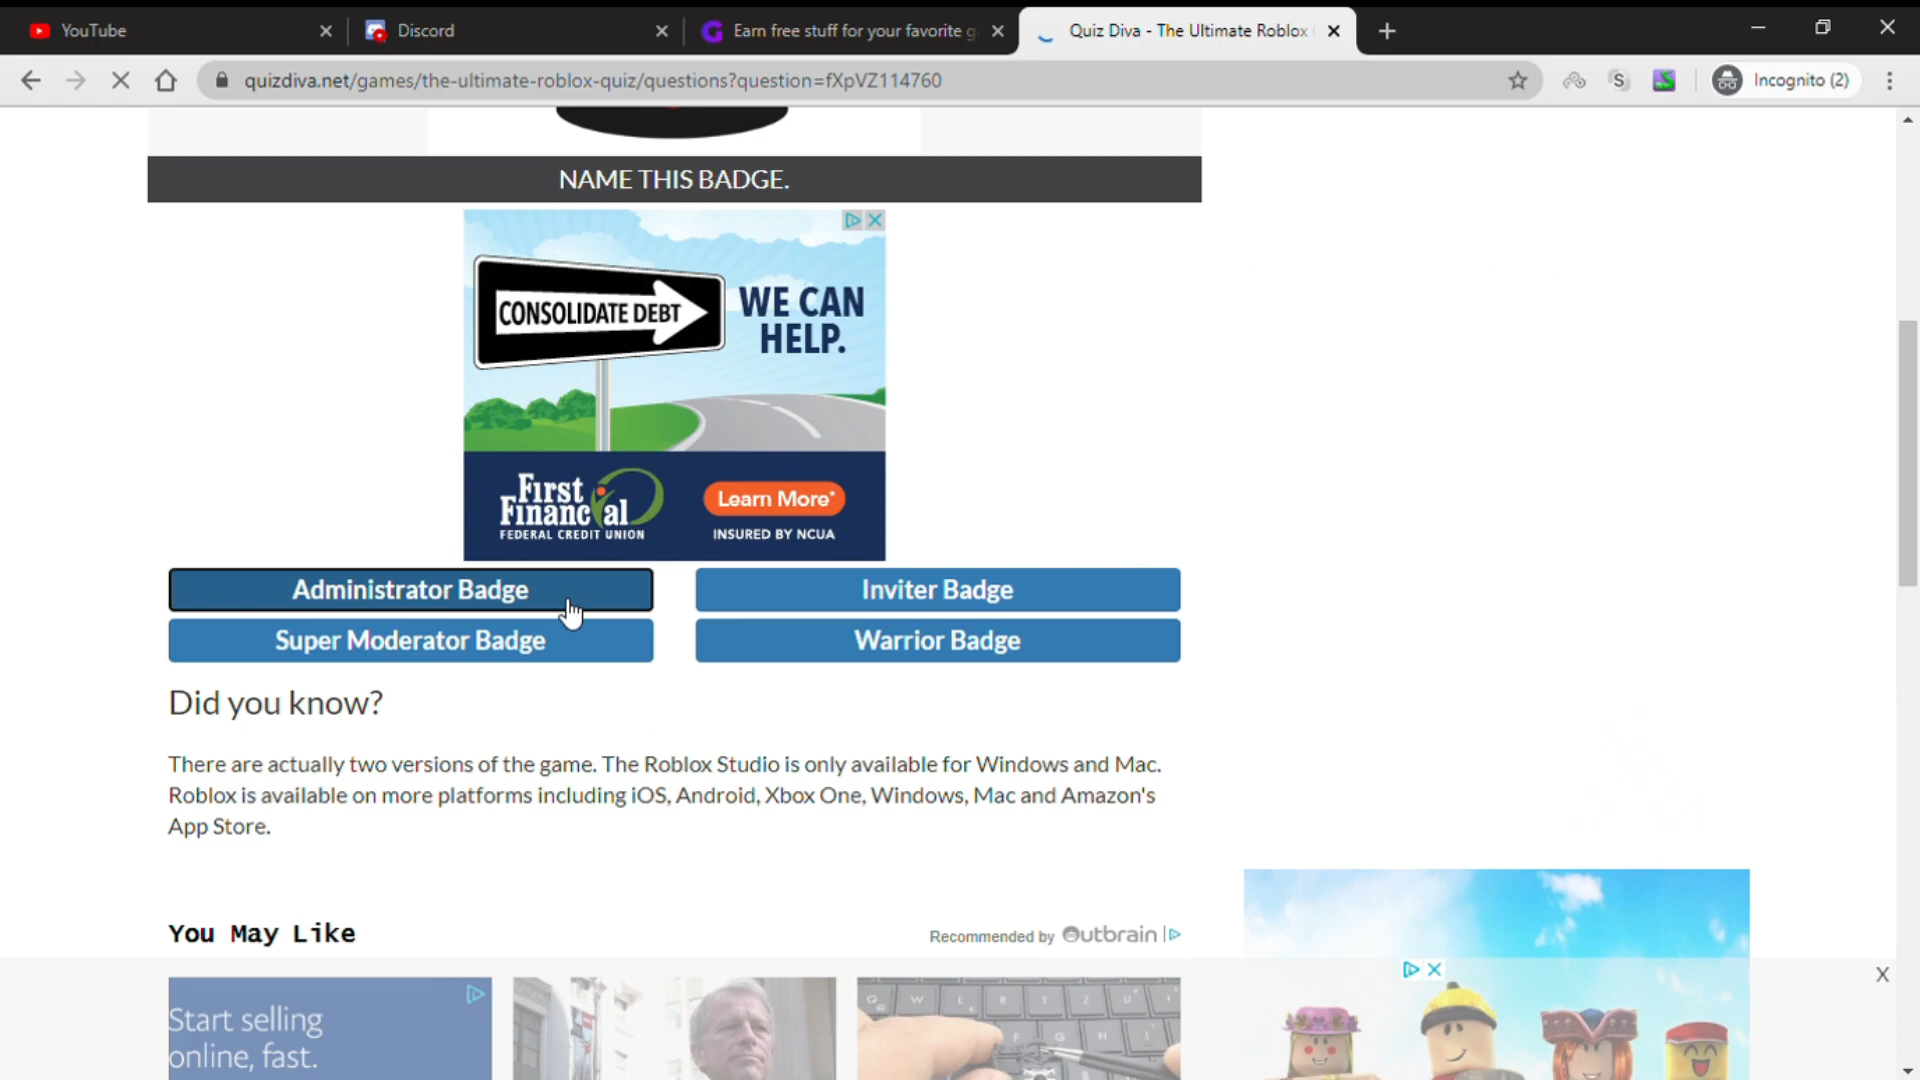 YouTube
Discord
Earn free stuff for your favorite g
Quiz Diva - The Ultimate Roblox
quizdiva.net/games/the-ultimate-roblox-quiz/questions?question=fXpVZ114760
Incognito (2)
NAME THIS BADGE.
CONSOLIDATE DEBT
WE CAN
HELP.
First
Financial
FEDERAL CREDIT UNION
Learn More*
INSURED BY NCUA
Administrator Badge
Inviter Badge
Super Moderator Badge
Warrior Badge
Did you know?
There are actually two versions of the game. The Roblox Studio is only available for Windows and Mac.
Roblox is available on more platforms including iOS, Android, Xbox One, Windows, Mac and Amazon's
App Store.
You May Like
Recommended by Outbrain
Start selling
online, fast.